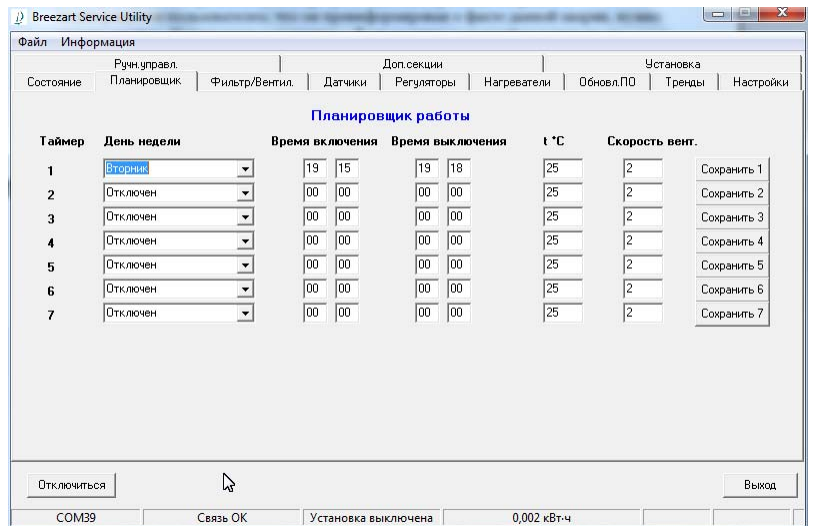 Breezart Service Utility
Файл Информация
Ручн.управл. Доп.секции Установка
Состояние Планировщик Фильтр/Вентил. Датчики Регуляторы Нагреватели Обновл.ПО Тренды Настройки
Планировщик работы
Таймер День недели Время включения Время выключения t °C Скорость вент.
1 Вторник 19 15 19 18 25 2 Сохранить 1
2 Отключен 00 00 00 00 25 2 Сохранить 2
3 Отключен 00 00 00 00 25 2 Сохранить 3
4 Отключен 00 00 00 00 25 2 Сохранить 4
5 Отключен 00 00 00 00 25 2 Сохранить 5
6 Отключен 00 00 00 00 25 2 Сохранить 6
7 Отключен 00 00 00 00 25 2 Сохранить 7
Отключиться Выход
COM39 Связь OK Установка выключена 0,002 кВт·ч